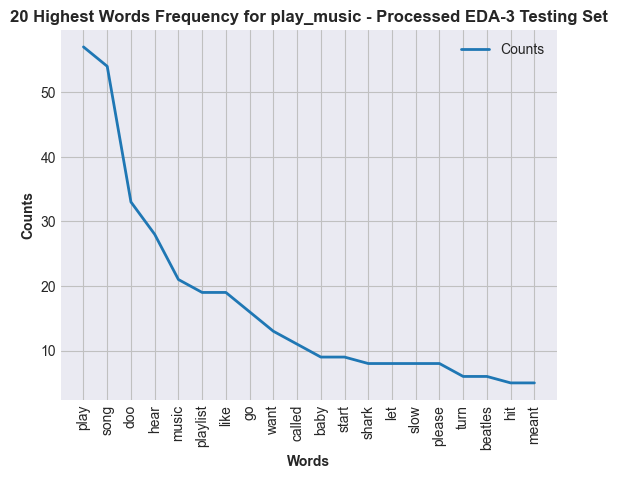 20 Highest Words Frequency for play_music - Processed EDA-3 Testing Set
Counts
50
40
30
20
10
Counts
play
song
doo
hear
music
playlist
like
go
want
called
baby
start
shark
let
slow
please
turn
beatles
hit
meant
Words